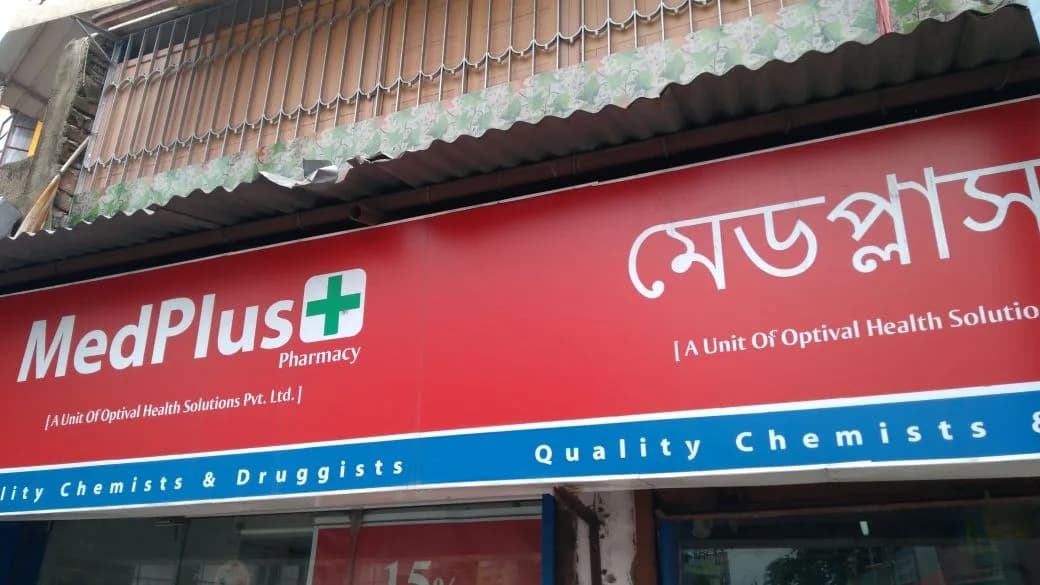 MedPlus
Pharmacy
[ A Unit Of Optival Health Solutions Pvt. Ltd. ]
lity Chemists & Druggists
মেডপ্লাস
[ A Unit Of Optival Health Solutio
Quality Chemists &
15%